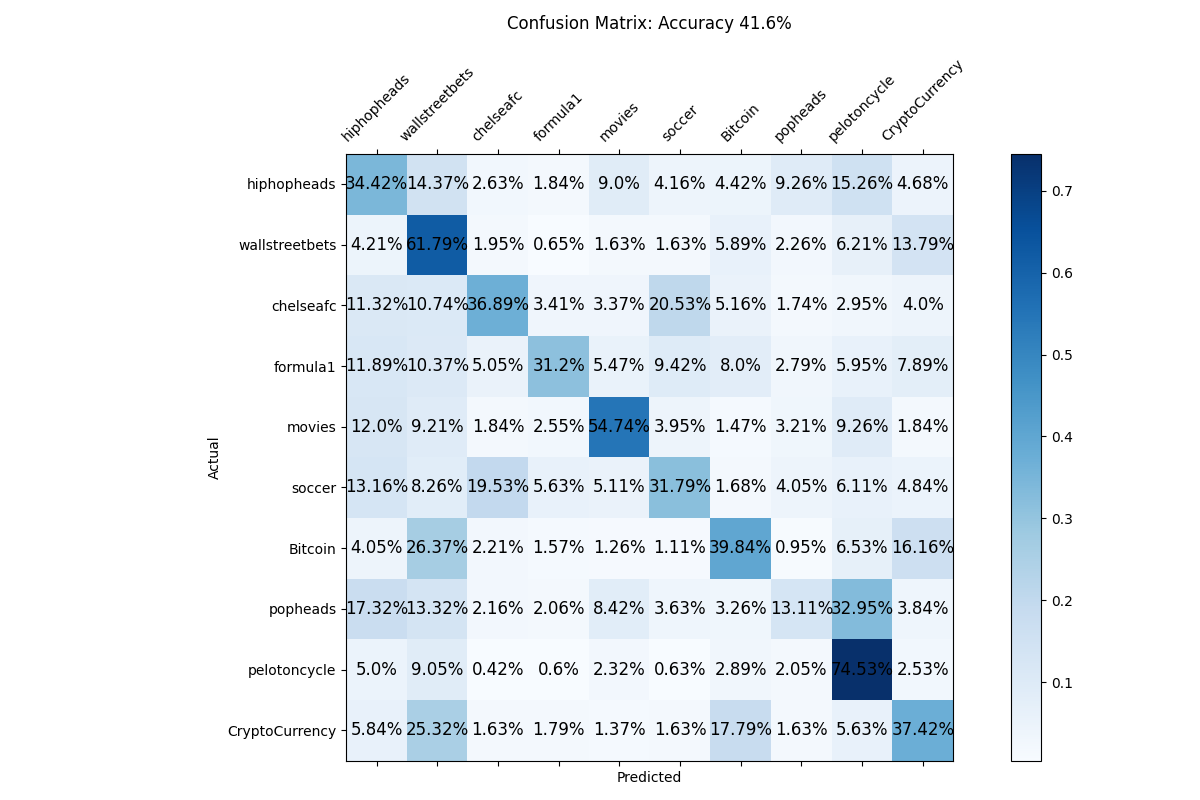 Confusion Matrix: Accuracy 41.6%
hiphopheads wallstreetbets chelseafc formula1 movies soccer Bitcoin popheads pelotoncycle CryptoCurrency
hiphopheads 34.42% 14.37% 2.63% 1.84% 9.0% 4.16% 4.42% 9.26% 15.26% 4.68%
wallstreetbets 4.21% 61.79% 1.95% 0.65% 1.63% 1.63% 5.89% 2.26% 6.21% 13.79%
chelseafc 11.32% 10.74% 36.89% 3.41% 3.37% 20.53% 5.16% 1.74% 2.95% 4.0%
formula1 11.89% 10.37% 5.05% 31.2% 5.47% 9.42% 8.0% 2.79% 5.95% 7.89%
movies 12.0% 9.21% 1.84% 2.55% 54.74% 3.95% 1.47% 3.21% 9.26% 1.84%
soccer 13.16% 8.26% 19.53% 5.63% 5.11% 31.79% 1.68% 4.05% 6.11% 4.84%
Bitcoin 4.05% 26.37% 2.21% 1.57% 1.26% 1.11% 39.84% 0.95% 6.53% 16.16%
popheads 17.32% 13.32% 2.16% 2.06% 8.42% 3.63% 3.26% 13.11% 32.95% 3.84%
pelotoncycle 5.0% 9.05% 0.42% 0.6% 2.32% 0.63% 2.89% 2.05% 74.53% 2.53%
CryptoCurrency 5.84% 25.32% 1.63% 1.79% 1.37% 1.63% 17.79% 1.63% 5.63% 37.42%
Actual
Predicted
0.7
0.6
0.5
0.4
0.3
0.2
0.1